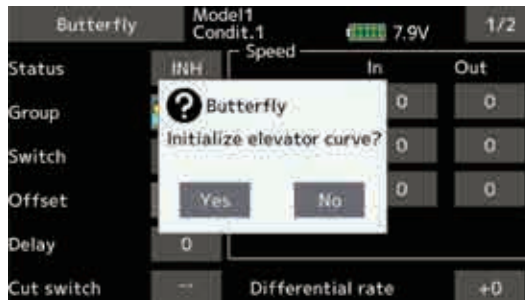 Butterfly
Model1
Condit.1
7.9V
1/2
Speed
Status
INH
In
Out
Group
0
0
Switch
0
0
Offset
0
0
Delay
0
Cut switch
--
Differential rate
+0
Butterfly
Initialize elevator curve?
Yes
No